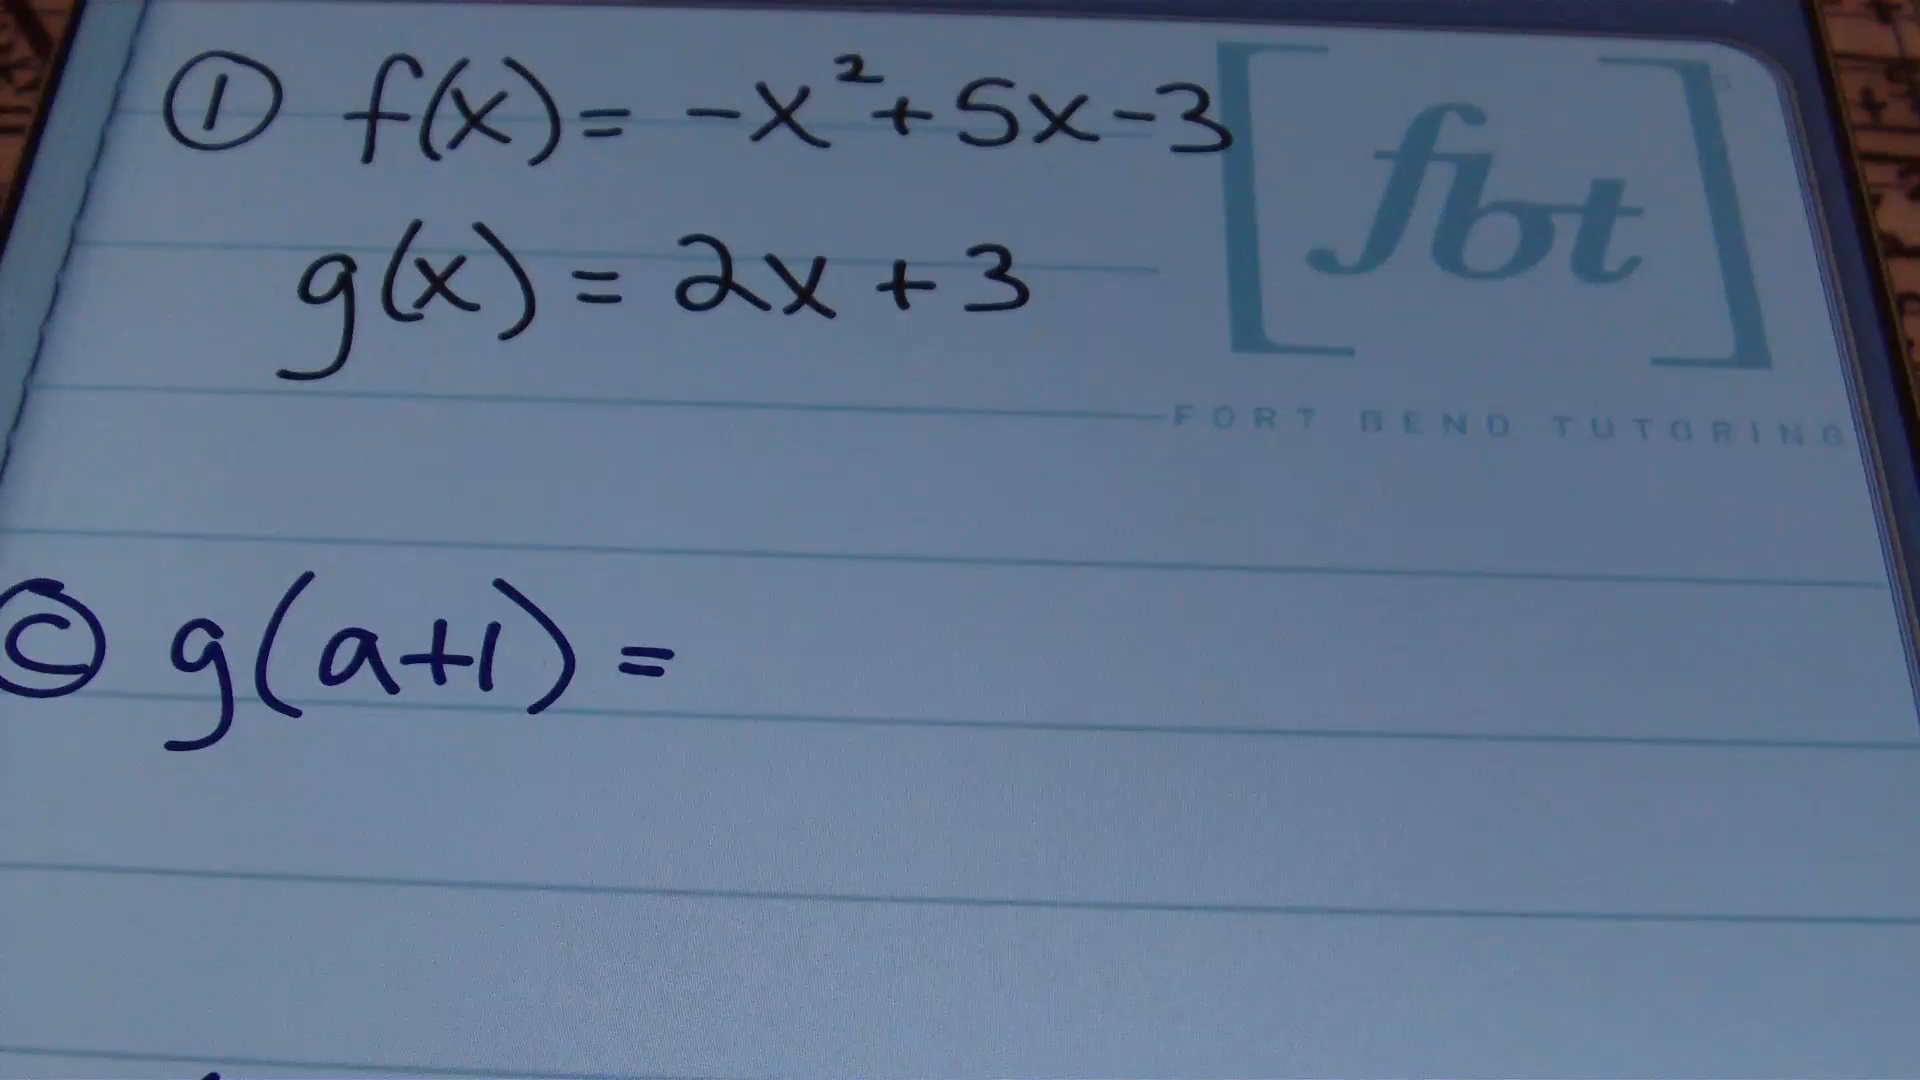 ① f(x) = -x²+5x-3
g(x) = 2x+3
fbt
FORT BEND TUTORING
Ⓒ g(a+1) =